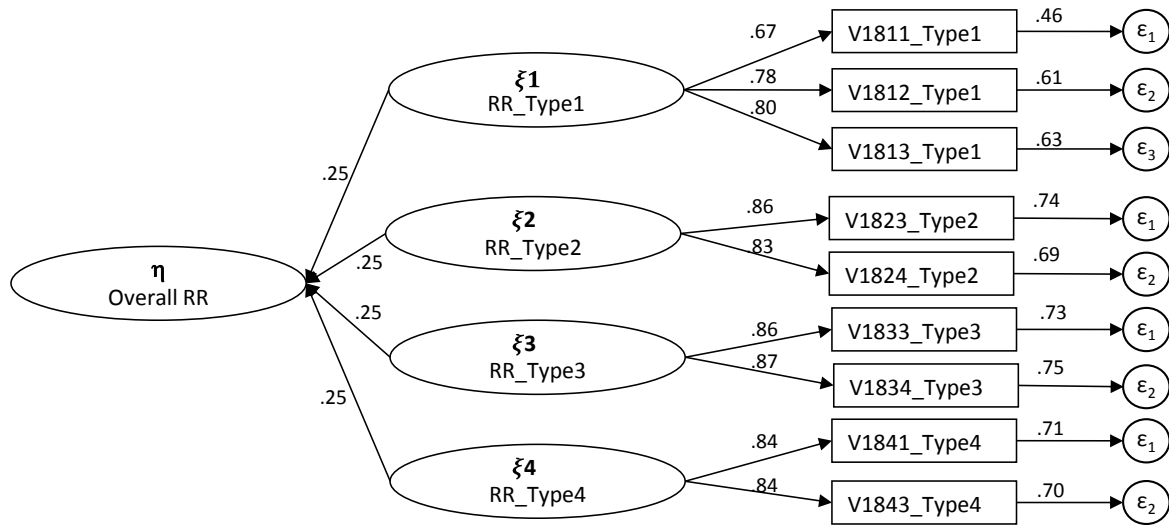 .67
V1811_Type1
.46
ε1
ξ1
RR_Type1
.78
V1812_Type1
.61
ε2
.80
V1813_Type1
.63
ε3
.25
ξ2
RR_Type2
.86
V1823_Type2
.74
ε1
.83
V1824_Type2
.69
ε2
.25
η
Overall RR
.25
ξ3
RR_Type3
.86
V1833_Type3
.73
ε1
.87
V1834_Type3
.75
ε2
.25
ξ4
RR_Type4
.84
V1841_Type4
.71
ε1
.84
V1843_Type4
.70
ε2